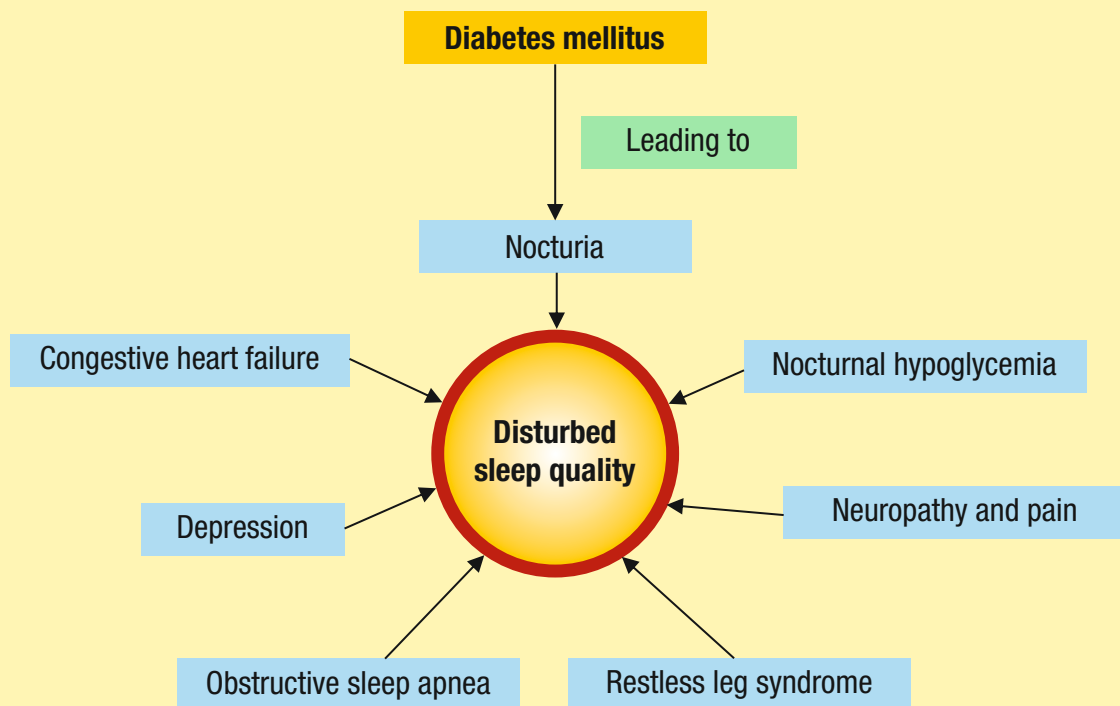 Diabetes mellitus
Leading to
Nocturia
Congestive heart failure
Nocturnal hypoglycemia
Disturbed
sleep quality
Depression
Neuropathy and pain
Obstructive sleep apnea
Restless leg syndrome